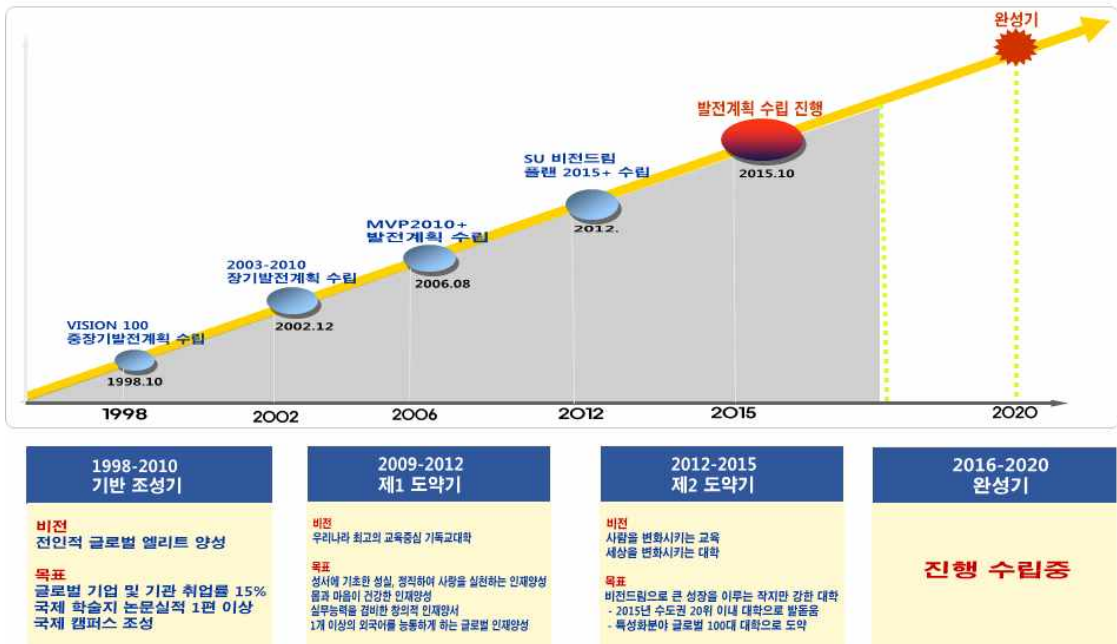 완성기
발전계획 수립 진행
2015.10
SU 비전드림
플랜 2015+ 수립
2012.
MVP2010+
발전계획 수립
2006.08
2003-2010
장기발전계획 수립
2002.12
VISION 100
중장기발전계획 수립
1998.10
1998
2002
2006
2012
2015
2020
1998-2010
기반 조성기
비전
전인적 글로벌 엘리트 양성
목표
글로벌 기업 및 기관 취업률 15%
국제 학술지 논문실적 1편 이상
국제 캠퍼스 조성
2009-2012
제1 도약기
비전
우리나라 최고의 교육중심 기독교대학
목표
성서에 기초한 성실, 정직하여 사랑을 실천하는 인재양성
몸과 마음이 건강한 인재양성
실무능력을 겸비한 창의적 인재양서
1개 이상의 외국어를 능통하게 하는 글로벌 인재양성
2012-2015
제2 도약기
비전
사람을 변화시키는 교육
세상을 변화시키는 대학
목표
비전드림으로 큰 성장을 이루는 작지만 강한 대학
- 2015년 수도권 20위 이내 대학으로 발돋움
- 특성화분야 글로벌 100대 대학으로 도약
2016-2020
완성기
진행 수립중